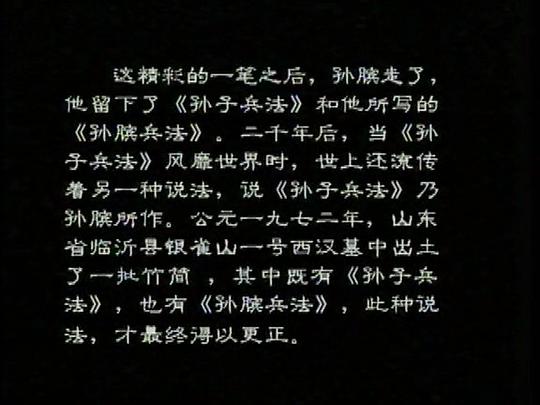 这精彩的一笔之后，孙膑走了，
他留下了《孙子兵法》和他所写的
《孙膑兵法》。二千年后，当《孙
子兵法》风靡世界时，世上还流传
着另一种说法，说《孙子兵法》乃
孙膑所作。公元一九七二年，山东
省临沂县银雀山一号西汉墓中出土
了一批竹简，其中既有《孙子兵
法》，也有《孙膑兵法》，此种说
法，才最终得以更正。